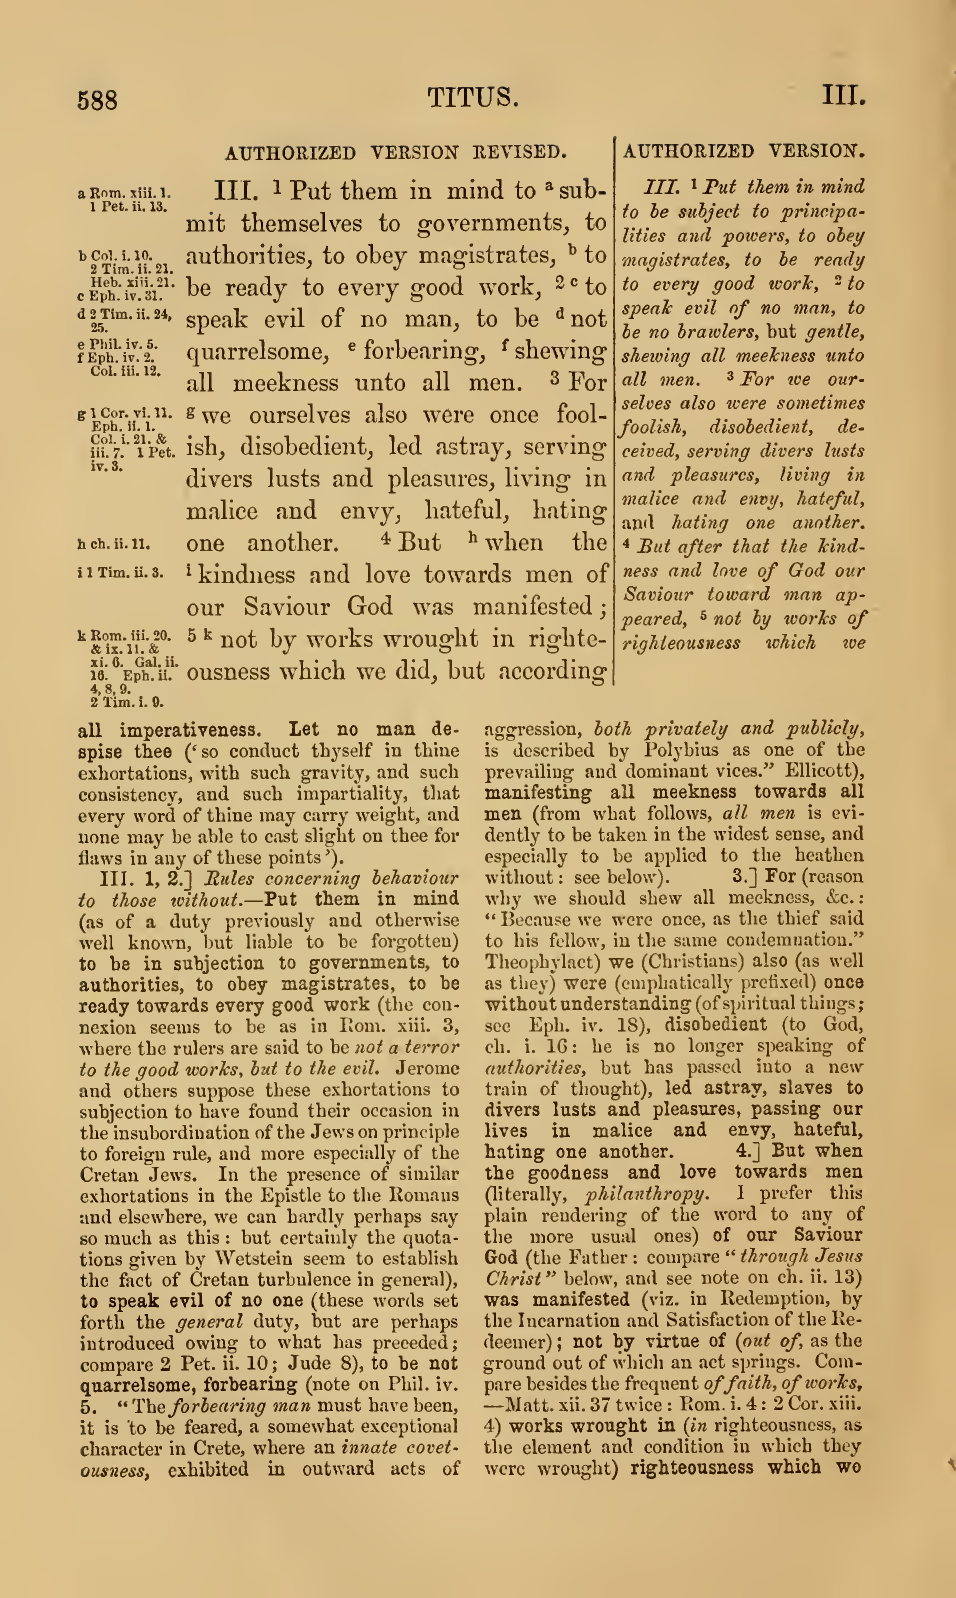 588
TITUS.
III.
AUTHORIZED VERSION REVISED.
a Rom. xiii. 1.
1 Pet. ii. 13.
b Col. i. 10.
2 Tim. ii. 21.
Heb. xiii. 21.
c Eph. iv. 31.
d 2 Tim. ii. 24,
25.
e Phil. iv. 5.
f Eph. iv. 2.
Col. iii. 12.
g 1 Cor. vi. 11.
Eph. ii. 1.
Col. i. 21. &
iii. 7. 1 Pet.
iv. 3.
h ch. ii. 11.
i 1 Tim. ii. 3.
k Rom. iii. 20.
& ix. 11. &
xi. 6. Gal. ii.
16. Eph. ii.
4, 8, 9.
2 Tim. i. 9.
III. 1 Put them in mind to a sub-
mit themselves to governments, to
authorities, to obey magistrates, b to
be ready to every good work, 2 c to
speak evil of no man, to be d not
quarrelsome, e forbearing, f shewing
all meekness unto all men. 3 For
g we ourselves also were once fool-
ish, disobedient, led astray, serving
divers lusts and pleasures, living in
malice and envy, hateful, hating
one another. 4 But h when the
i kindness and love towards men of
our Saviour God was manifested ;
5 k not by works wrought in righte-
ousness which we did, but according
AUTHORIZED VERSION.
III. 1 Put them in mind
to be subject to principa-
lities and powers, to obey
magistrates, to be ready
to every good work, 2 to
speak evil of no man, to
be no brawlers, but gentle,
shewing all meekness unto
all men. 3 For we our-
selves also were sometimes
foolish, disobedient, de-
ceived, serving divers lusts
and pleasures, living in
malice and envy, hateful,
and hating one another.
4 But after that the kind-
ness and love of God our
Saviour toward man ap-
peared, 5 not by works of
righteousness which we
all imperativeness. Let no man de-
spise thee (‘ so conduct thyself in thine
exhortations, with such gravity, and such
consistency, and such impartiality, that
every word of thine may carry weight, and
none may be able to cast slight on thee for
flaws in any of these points ’).
III. 1, 2.] Rules concerning behaviour
to those without.—Put them in mind
(as of a duty previously and otherwise
well known, but liable to be forgotten)
to be in subjection to governments, to
authorities, to obey magistrates, to be
ready towards every good work (the con-
nexion seems to be as in Rom. xiii. 3,
where the rulers are said to be not a terror
to the good works, but to the evil. Jerome
and others suppose these exhortations to
subjection to have found their occasion in
the insubordination of the Jews on principle
to foreign rule, and more especially of the
Cretan Jews. In the presence of similar
exhortations in the Epistle to the Romans
and elsewhere, we can hardly perhaps say
so much as this : but certainly the quota-
tions given by Wetstein seem to establish
the fact of Cretan turbulence in general),
to speak evil of no one (these words set
forth the general duty, but are perhaps
introduced owing to what has preceded ;
compare 2 Pet. ii. 10 ; Jude 8), to be not
quarrelsome, forbearing (note on Phil. iv.
5. “ The forbearing man must have been,
it is to be feared, a somewhat exceptional
character in Crete, where an innate covet-
ousness, exhibited in outward acts of
aggression, both privately and publicly,
is described by Polybius as one of the
prevailing and dominant vices.” Ellicott),
manifesting all meekness towards all
men (from what follows, all men is evi-
dently to be taken in the widest sense, and
especially to be applied to the heathen
without : see below). 3.] For (reason
why we should shew all meekness, &c. :
“ Because we were once, as the thief said
to his fellow, in the same condemnation.”
Theophylact) we (Christians) also (as well
as they) were (emphatically prefixed) once
without understanding (of spiritual things ;
see Eph. iv. 18), disobedient (to God,
ch. i. 16 : he is no longer speaking of
authorities, but has passed into a new
train of thought), led astray, slaves to
divers lusts and pleasures, passing our
lives in malice and envy, hateful,
hating one another. 4.] But when
the goodness and love towards men
(literally, philanthropy. I prefer this
plain rendering of the word to any of
the more usual ones) of our Saviour
God (the Father : compare “ through Jesus
Christ ” below, and see note on ch. ii. 13)
was manifested (viz. in Redemption, by
the Incarnation and Satisfaction of the Re-
deemer) ; not by virtue of (out of, as the
ground out of which an act springs. Com-
pare besides the frequent of faith, of works,
—Matt. xii. 37 twice : Rom. i. 4 : 2 Cor. xiii.
4) works wrought in (in righteousness, as
the element and condition in which they
were wrought) righteousness which we